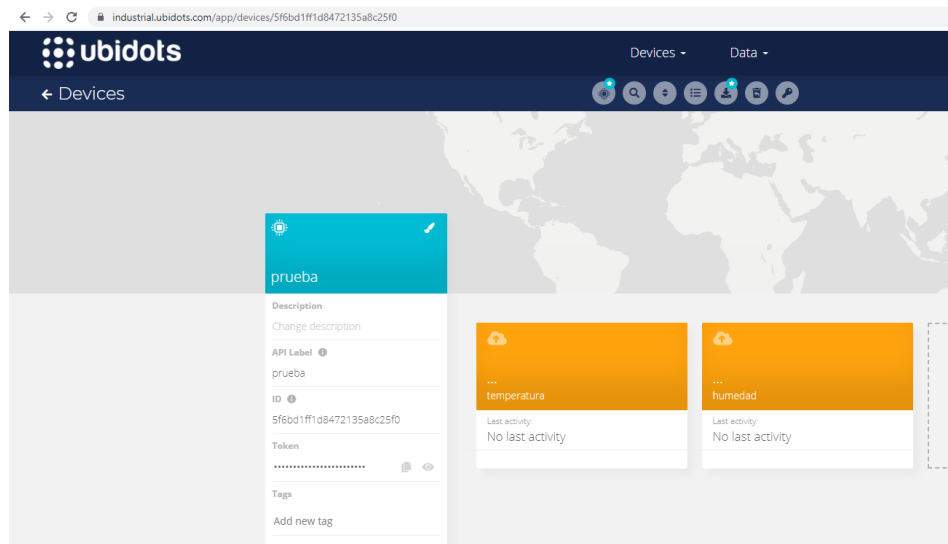 industrial.ubidots.com/app/devices/5f6bd1ff1d8472135a8c25f0
ubidots
Devices
Data
Devices
prueba
Description
Change description
API Label
prueba
ID
5f6bd1ff1d8472135a8c25f0
Token
••••••••••••••••••••••••
Tags
Add new tag
...
temperatura
Last activity:
No last activity
...
humedad
Last activity:
No last activity